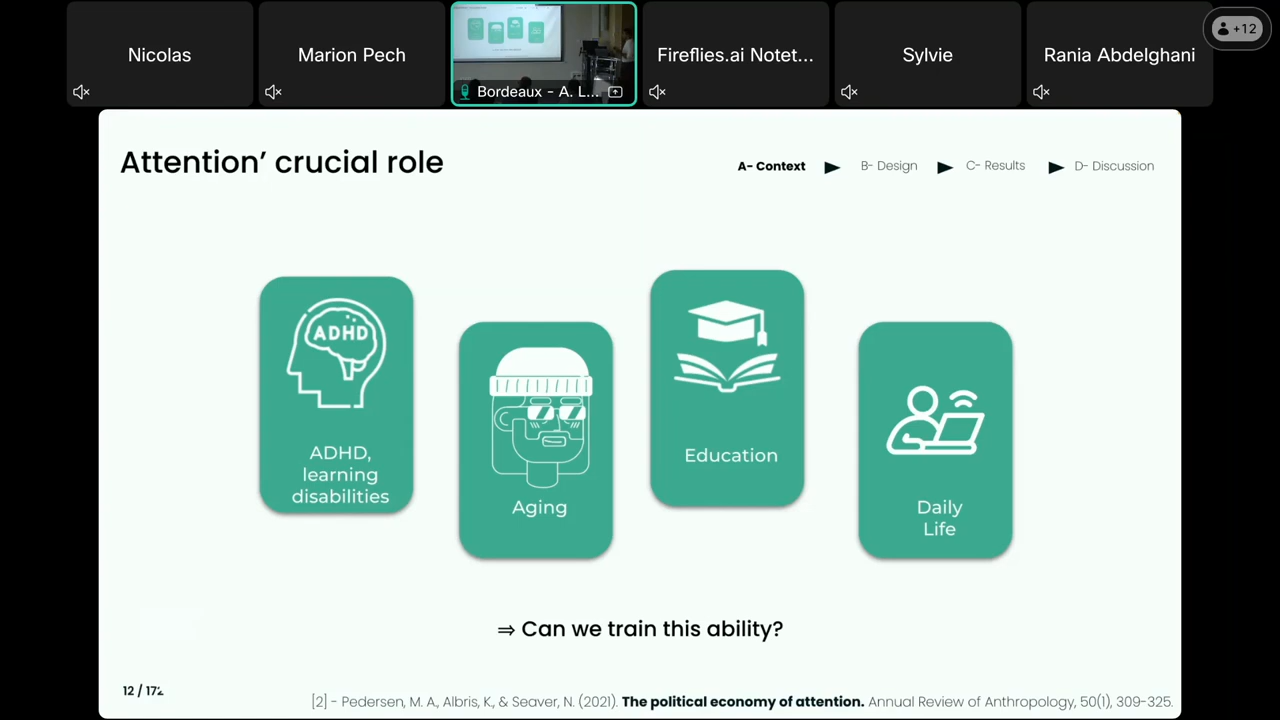 Nicolas
Marion Pech
Bordeaux - A. L...
Fireflies.ai Notet...
Sylvie
Rania Abdelghani
+12
Attention’ crucial role
A- Context ▶ B- Design ▶ C- Results ▶ D- Discussion
ADHD
ADHD,
learning
disabilities
Aging
Education
Daily
Life
⇒ Can we train this ability?
12 / 172
[2] - Pedersen, M. A., Albris, K., & Seaver, N. (2021). The political economy of attention. Annual Review of Anthropology, 50(1), 309-325.